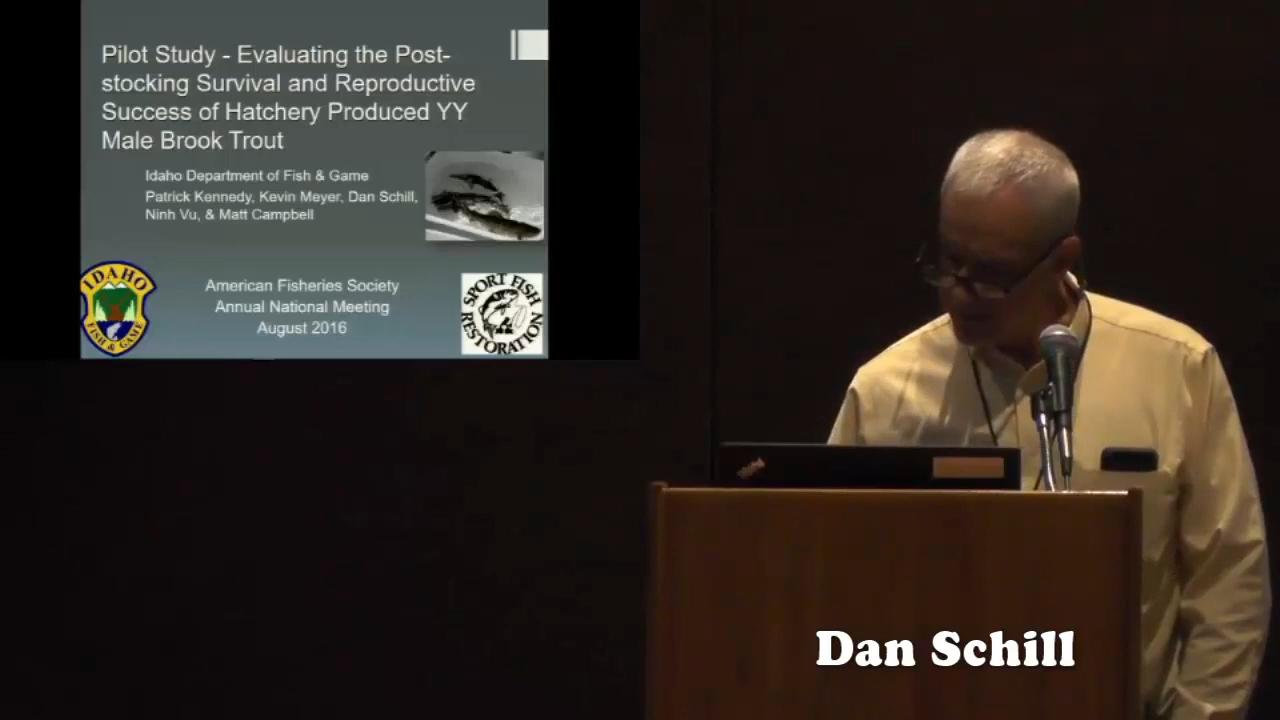 Pilot Study - Evaluating the Post-
stocking Survival and Reproductive
Success of Hatchery Produced YY
Male Brook Trout
Idaho Department of Fish & Game
Patrick Kennedy, Kevin Meyer, Dan Schill,
Ninh Vu, & Matt Campbell
IDAHO
FISH & GAME
American Fisheries Society
Annual National Meeting
August 2016
SPORT FISH
RESTORATION
Dan Schill